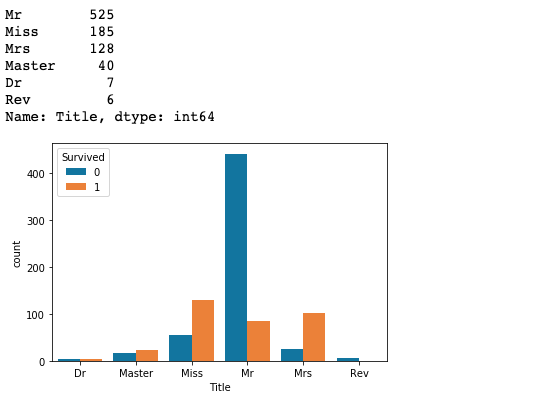 Mr 525
Miss 185
Mrs 128
Master 40
Dr 7
Rev 6
Name: Title, dtype: int64
Survived
0
1
400
300
200
100
0
count
Dr Master Miss Mr Mrs Rev
Title